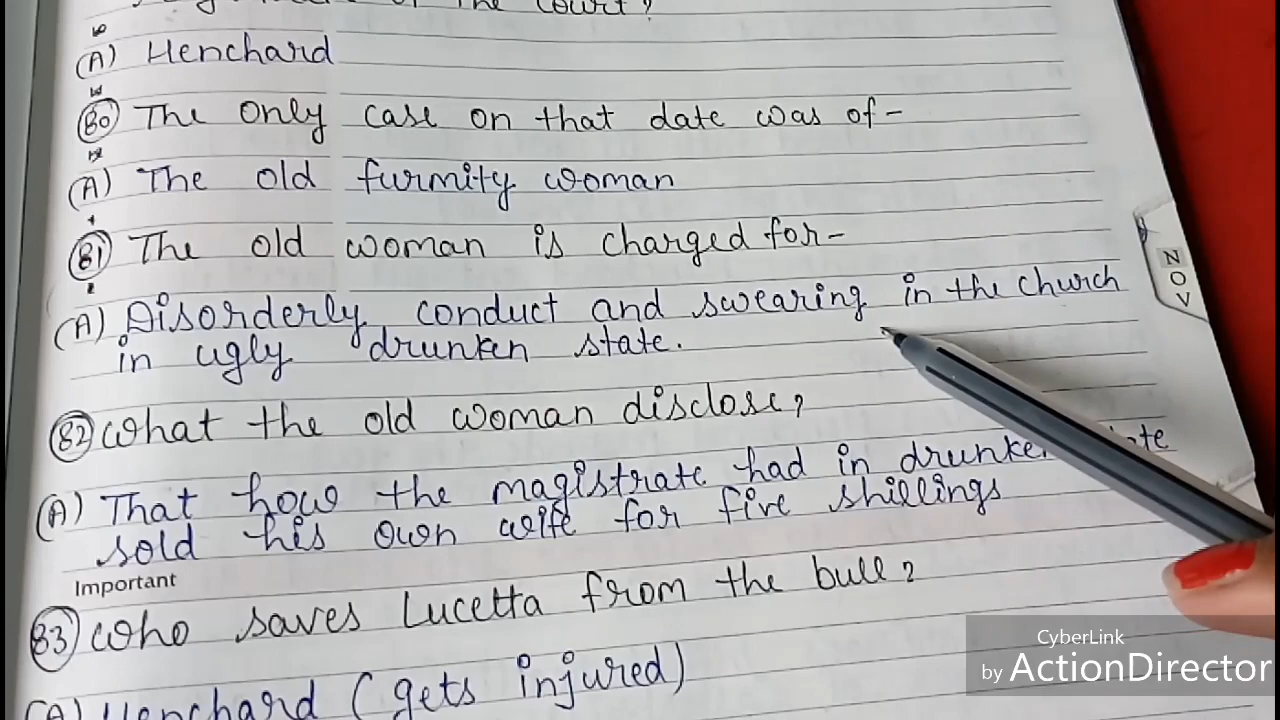 of the Court?
(A) Henchard
80 The only case on that date was of-
(A) The old furmity woman
81 The old woman is charged for-
(A) Disorderly conduct and swearing in the church
in ugly drunken state.
82 What the old woman disclose?
(A) That how the magistrate had in drunken state
sold his own wife for five shillings
Important
83 Who saves Lucetta from the bull?
(A) Henchard (gets injured)
NOV
CyberLink
by ActionDirector